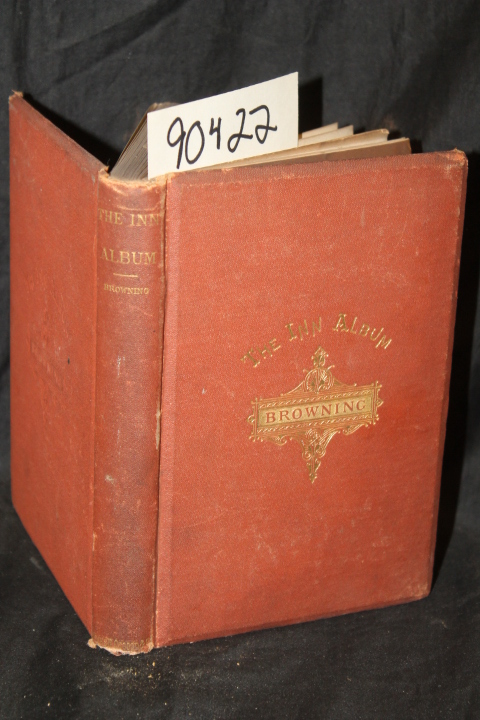 90422
THE INN
ALBUM
BROWNING
THE INN ALBUM
BROWNING